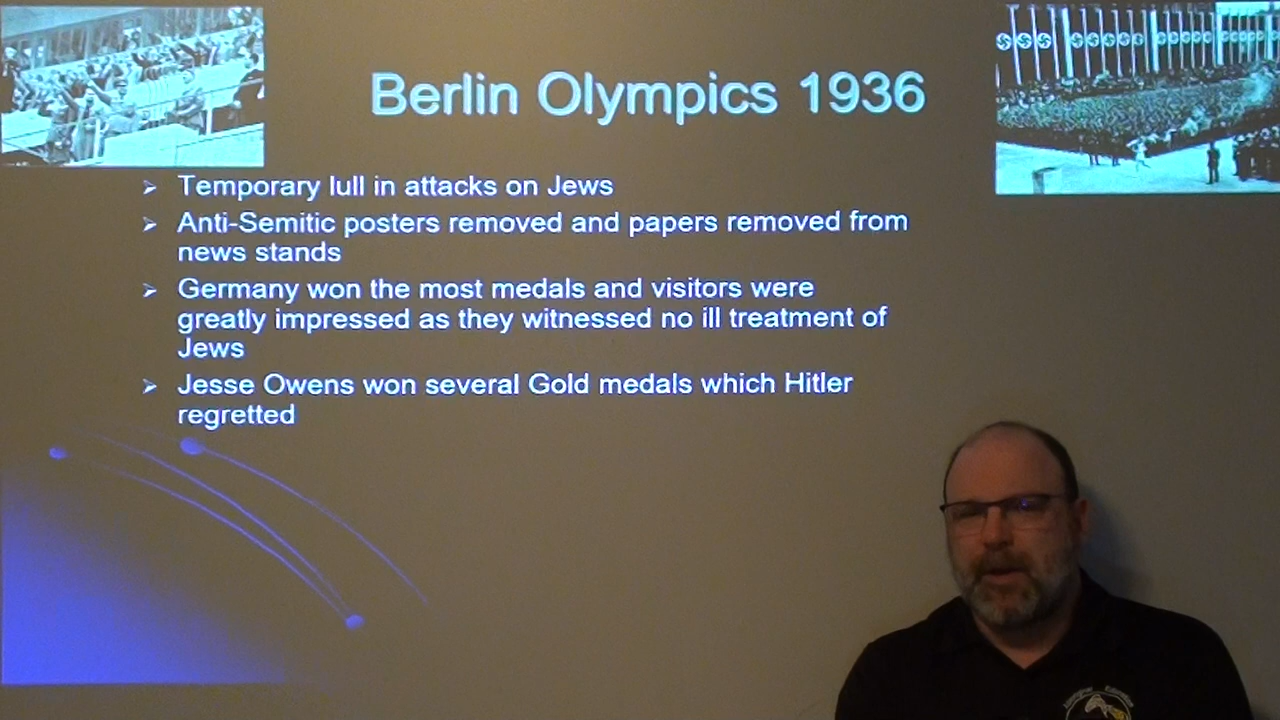 Berlin Olympics 1936
➢ Temporary lull in attacks on Jews
➢ Anti-Semitic posters removed and papers removed from
news stands
➢ Germany won the most medals and visitors were
greatly impressed as they witnessed no ill treatment of
Jews
➢ Jesse Owens won several Gold medals which Hitler
regretted